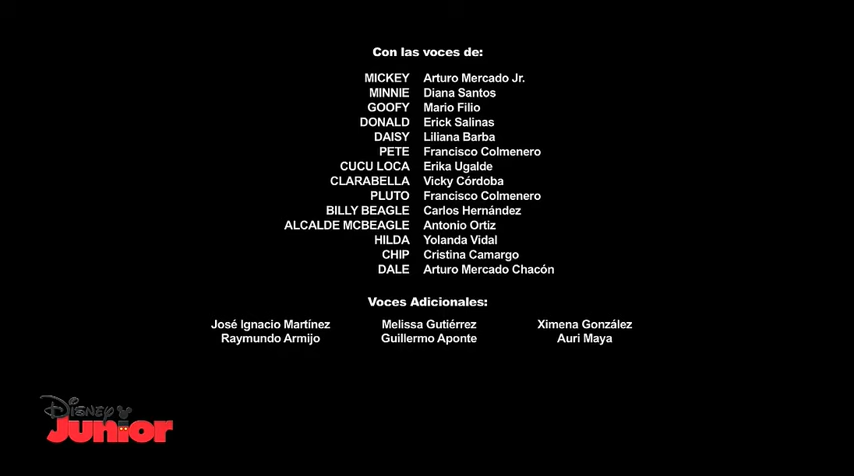 Con las voces de:
MICKEY Arturo Mercado Jr.
MINNIE Diana Santos
GOOFY Mario Filio
DONALD Erick Salinas
DAISY Liliana Barba
PETE Francisco Colmenero
CUCU LOCA Erika Ugalde
CLARABELLA Vicky Córdoba
PLUTO Francisco Colmenero
BILLY BEAGLE Carlos Hernández
ALCALDE MCBEAGLE Antonio Ortiz
HILDA Yolanda Vidal
CHIP Cristina Camargo
DALE Arturo Mercado Chacón
Voces Adicionales:
José Ignacio Martínez Melissa Gutiérrez Ximena González
Raymundo Armijo Guillermo Aponte Auri Maya
Disney
Junior